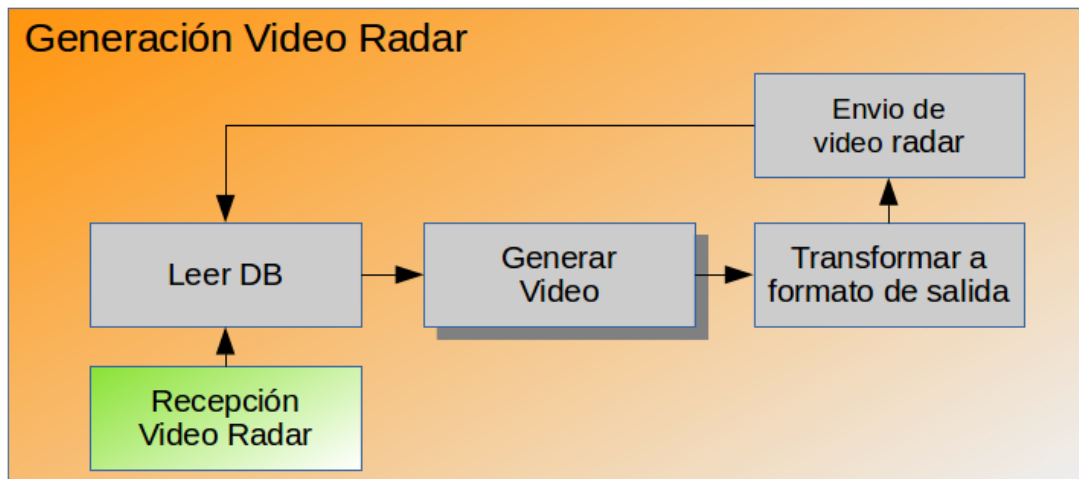 Generación Video Radar
Envio de
video radar
Leer DB
Generar
Video
Transformar a
formato de salida
Recepción
Video Radar